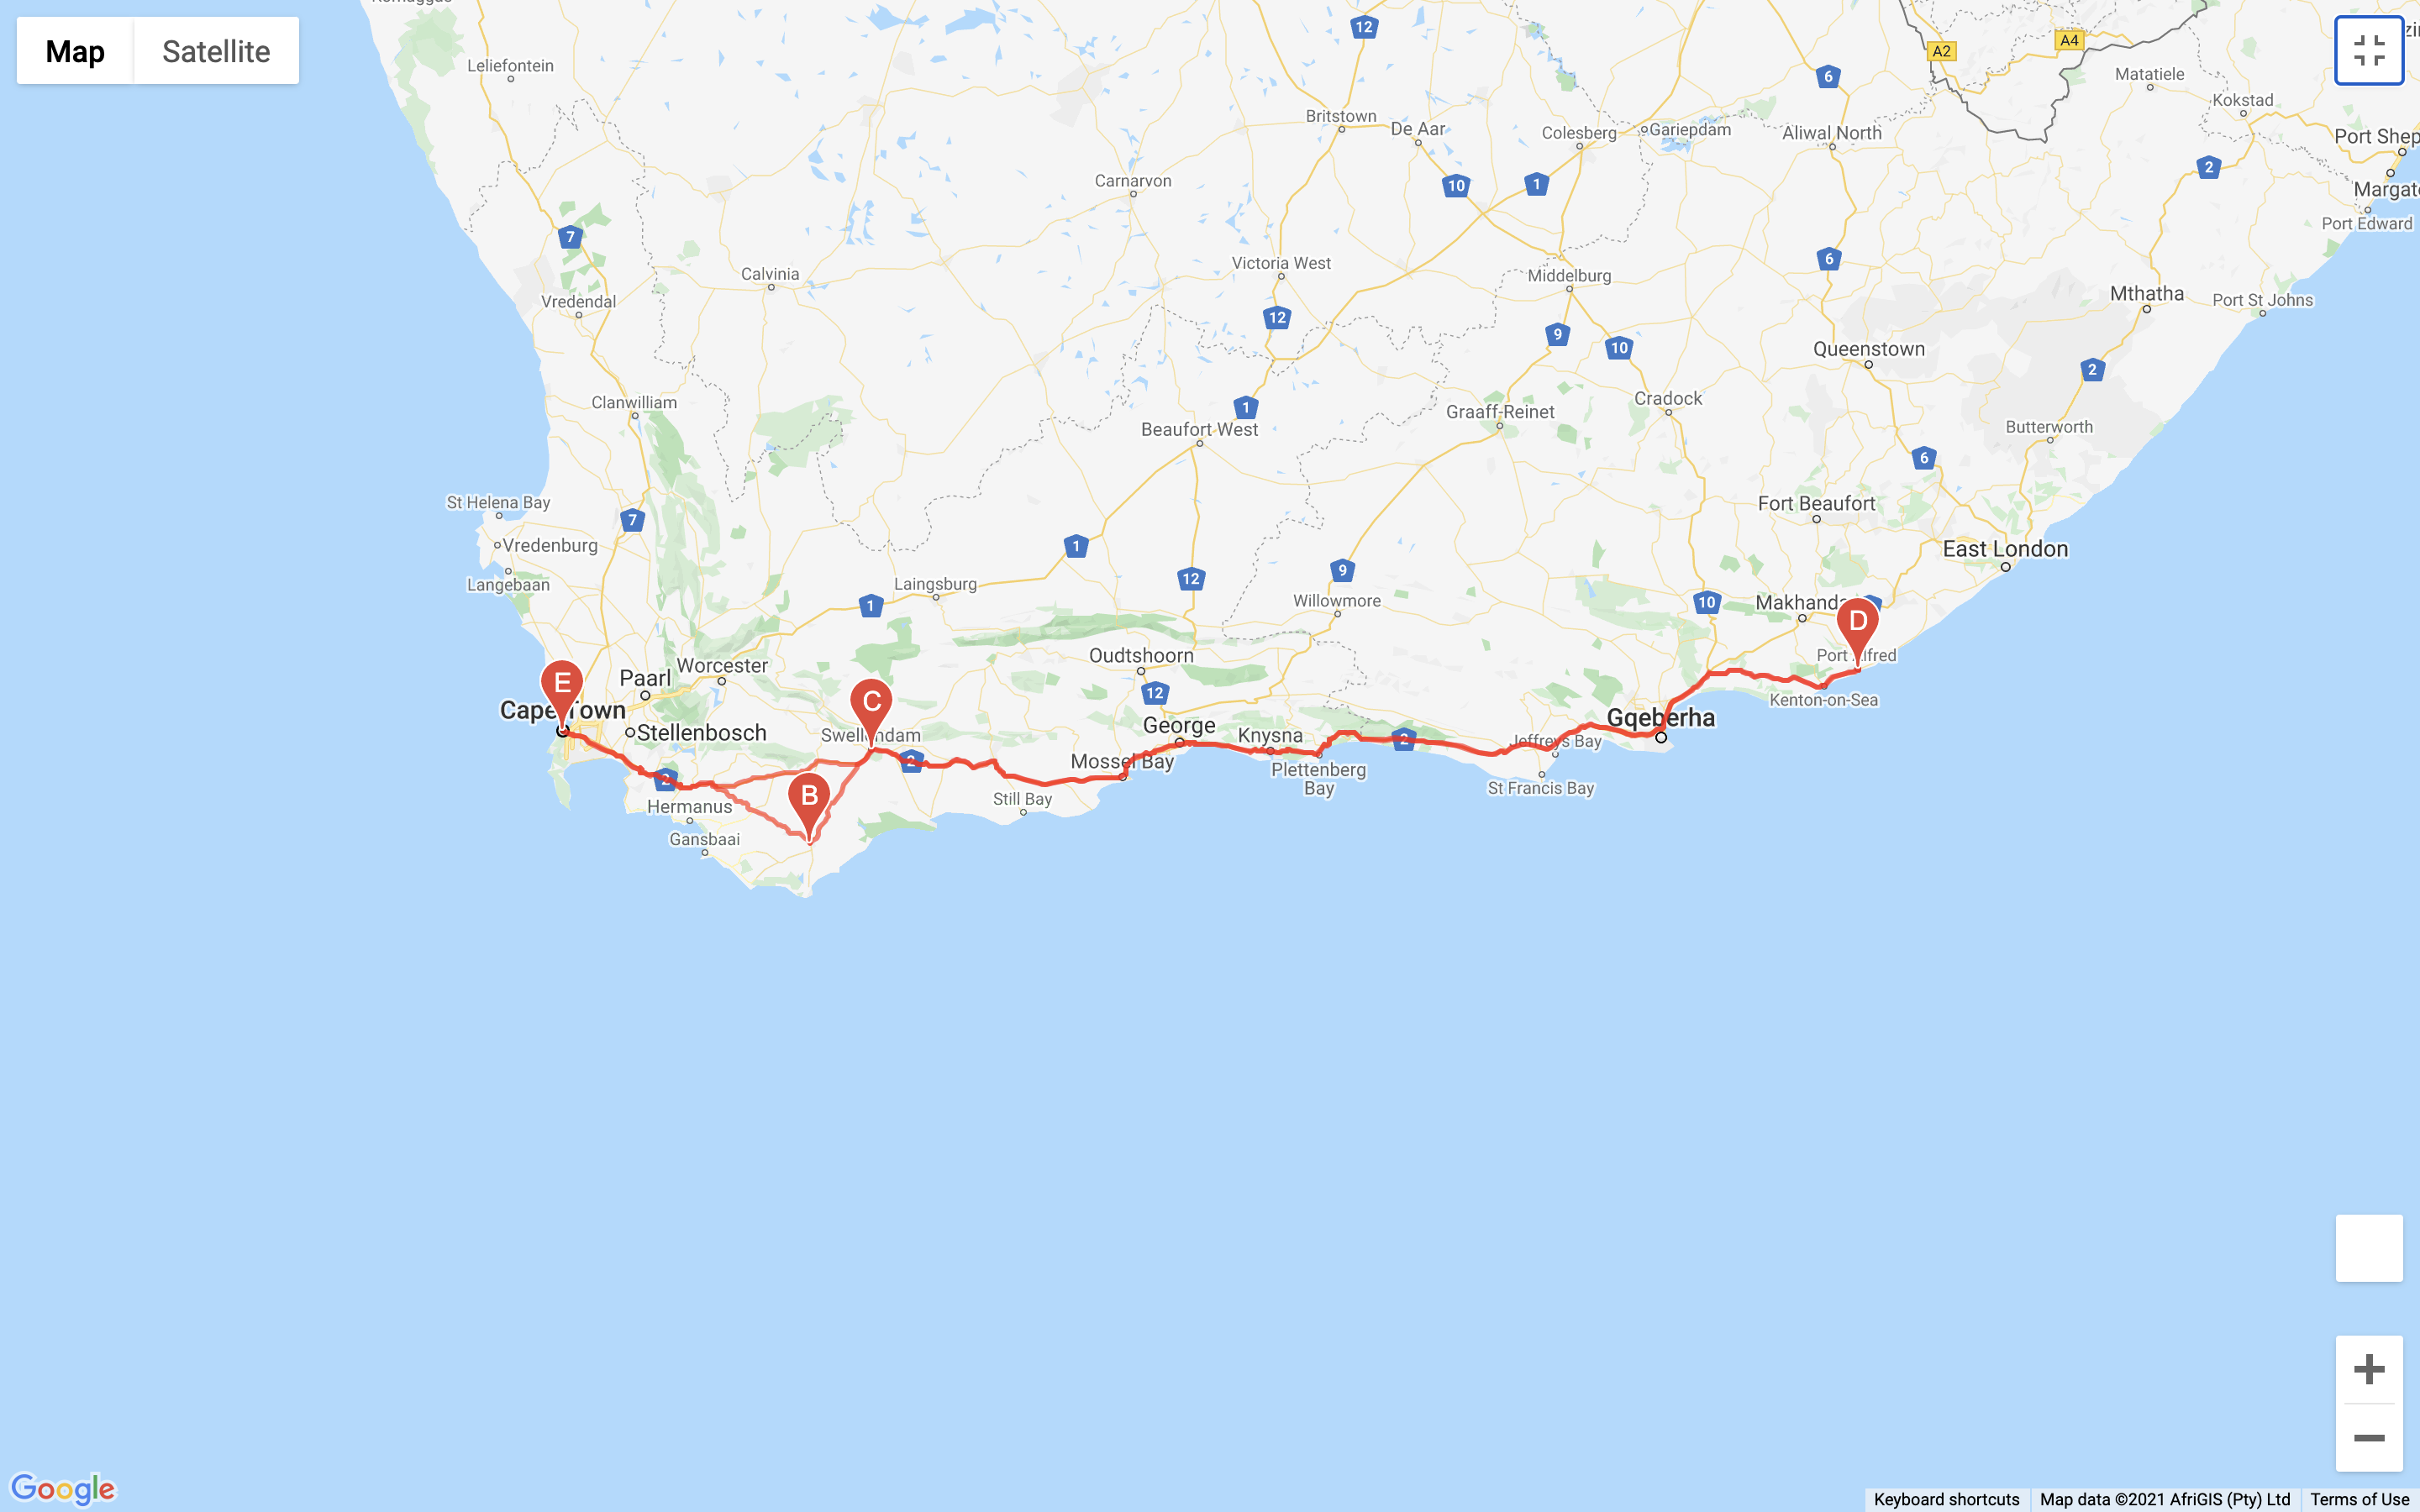 Komaggas
Map
Satellite
Leliefontein
12
A2
A4
6
Matatiele
Kokstad
Britstown
De Aar
Colesberg
Gariepdam
Aliwal North
Port Shep
2
Carnarvon
10
1
Margat
Port Edward
7
Calvinia
Victoria West
6
Middelburg
Vredendal
Mthatha
Port St Johns
12
9
10
Queenstown
2
Clanwilliam
1
Beaufort West
Graaff-Reinet
Cradock
Butterworth
6
St Helena Bay
Fort Beaufort
7
Vredenburg
1
East London
Langebaan
Laingsburg
12
9
1
Willowmore
10
Makhanda
D
Port Alfred
Oudtshoorn
Worcester
Paarl
E
12
Kenton-on-Sea
C
Cape Town
Stellenbosch
Swellendam
George
Knysna
Gqeberha
2
2
Jeffreys Bay
Mossel Bay
2
Plettenberg
Bay
St Francis Bay
B
Hermanus
Still Bay
Gansbaai
Google
Keyboard shortcuts
Map data ©2021 AfriGIS (Pty) Ltd
Terms of Use